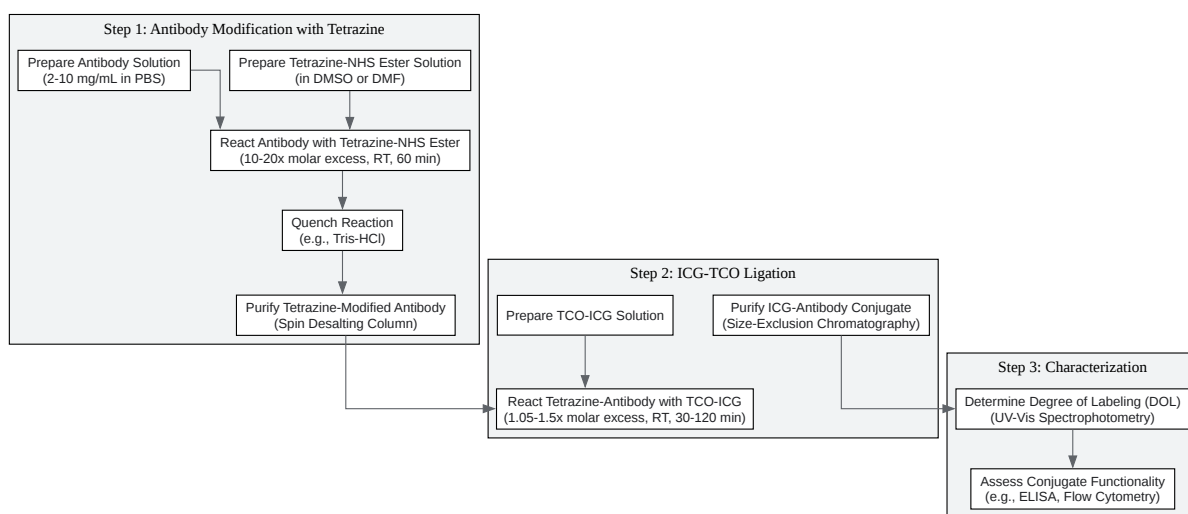 Step 1: Antibody Modification with Tetrazine
Prepare Antibody Solution
(2-10 mg/mL in PBS)
Prepare Tetrazine-NHS Ester Solution
(in DMSO or DMF)
React Antibody with Tetrazine-NHS Ester
(10-20x molar excess, RT, 60 min)
Quench Reaction
(e.g., Tris-HCl)
Purify Tetrazine-Modified Antibody
(Spin Desalting Column)
Step 2: ICG-TCO Ligation
Prepare TCO-ICG Solution
Purify ICG-Antibody Conjugate
(Size-Exclusion Chromatography)
React Tetrazine-Antibody with TCO-ICG
(1.05-1.5x molar excess, RT, 30-120 min)
Step 3: Characterization
Determine Degree of Labeling (DOL)
(UV-Vis Spectrophotometry)
Assess Conjugate Functionality
(e.g., ELISA, Flow Cytometry)